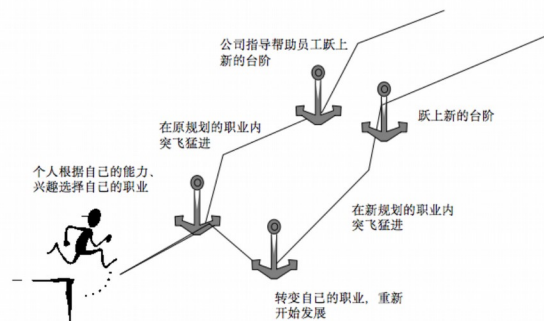 公司指导帮助员工跃上
新的台阶
跃上新的台阶
在原规划的职业内
突飞猛进
个人根据自己的能力、
兴趣选择自己的职业
在新规划的职业内
突飞猛进
转变自己的职业，重新
开始发展